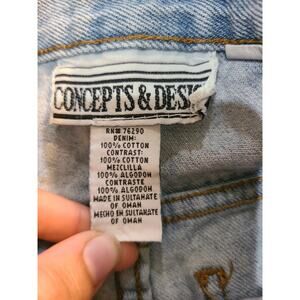 CONCEPTS & DESI
RN# 76290
DENIM:
100% COTTON
CONTRAST:
100% COTTON
MEZCLILLA
100% ALGODON
CONTRASTE
100% ALGODON
MADE IN SULTANATE
OF OMAN
HECHO EN SULTANATE
OF OMAN